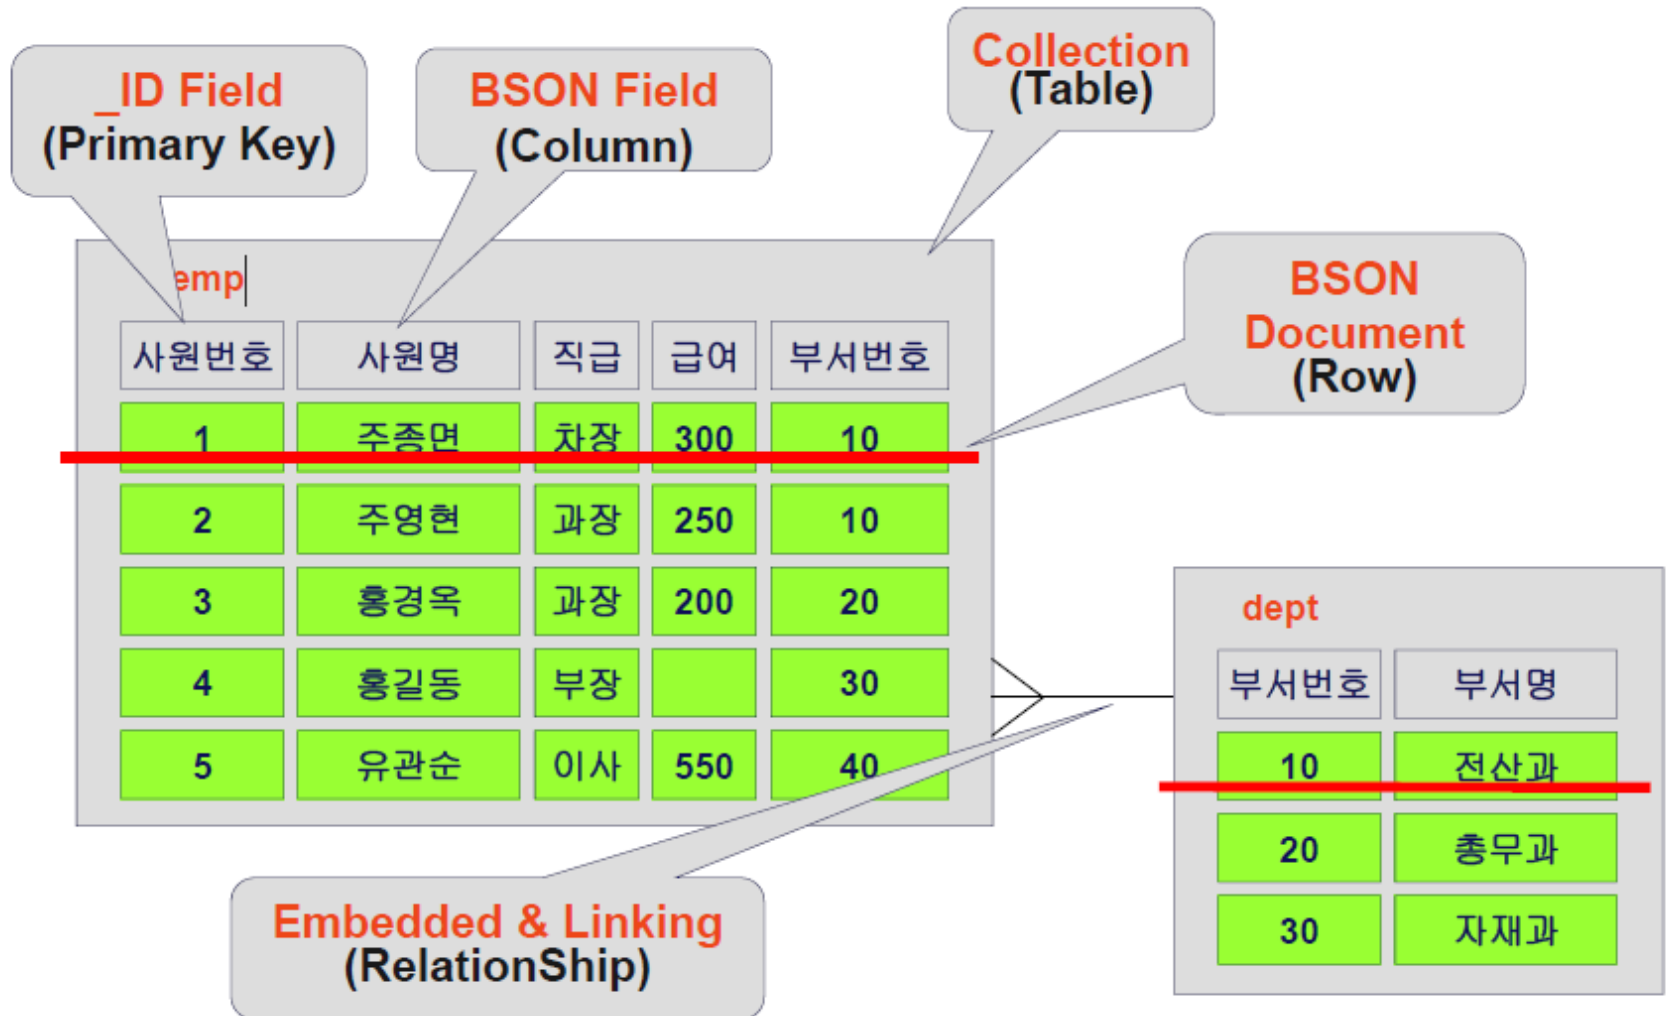 _ID Field
(Primary Key)
BSON Field
(Column)
Collection
(Table)
emp
사원번호 사원명 직급 급여 부서번호
1 주종면 차장 300 10
2 주영현 과장 250 10
3 홍경옥 과장 200 20
4 홍길동 부장 30
5 유관순 이사 550 40
BSON
Document
(Row)
dept
부서번호 부서명
10 전산과
20 총무과
30 자재과
Embedded & Linking
(RelationShip)